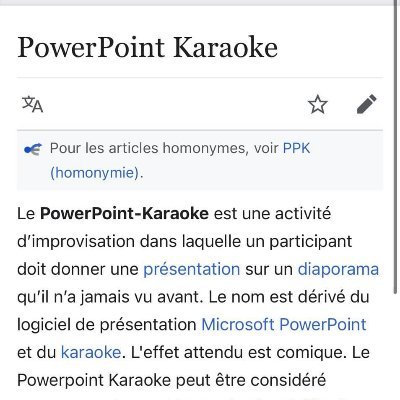 PowerPoint Karaoke
Pour les articles homonymes, voir PPK
(homonymie).
Le PowerPoint-Karaoke est une activité
d’improvisation dans laquelle un participant
doit donner une présentation sur un diaporama
qu’il n’a jamais vu avant. Le nom est dérivé du
logiciel de présentation Microsoft PowerPoint
et du karaoke. L'effet attendu est comique. Le
Powerpoint Karaoke peut être considéré